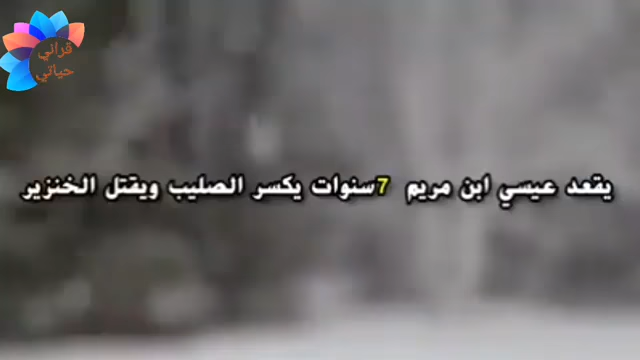 قرآني
حياتي
يقعد عيسي ابن مريم 7سنوات يكسر الصليب ويقتل الخنزير